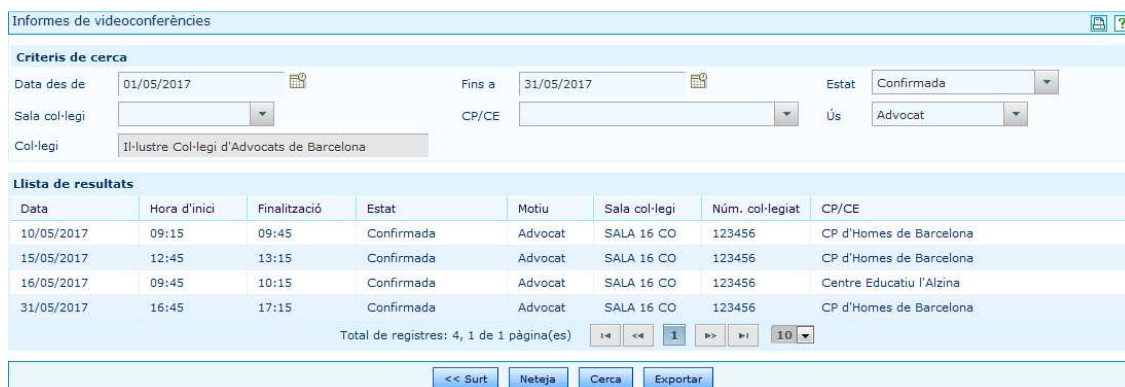 Informes de videoconferències ?
Criteris de cerca
Data des de 01/05/2017 Fins a 31/05/2017 Estat Confirmada
Sala col·legi CP/CE Ús Advocat
Col·legi Il·lustre Col·legi d'Advocats de Barcelona
Llista de resultats
Data Hora d'inici Finalització Estat Motiu Sala col·legi Núm. col·legiat CP/CE
10/05/2017 09:15 09:45 Confirmada Advocat SALA 16 CO 123456 CP d'Homes de Barcelona
15/05/2017 12:45 13:15 Confirmada Advocat SALA 16 CO 123456 CP d'Homes de Barcelona
16/05/2017 09:45 10:15 Confirmada Advocat SALA 16 CO 123456 Centre Educatiu l'Alzina
31/05/2017 16:45 17:15 Confirmada Advocat SALA 16 CO 123456 CP d'Homes de Barcelona
Total de registres: 4, 1 de 1 pàgina(es) 1 10
<< Surt Neteja Cerca Exportar